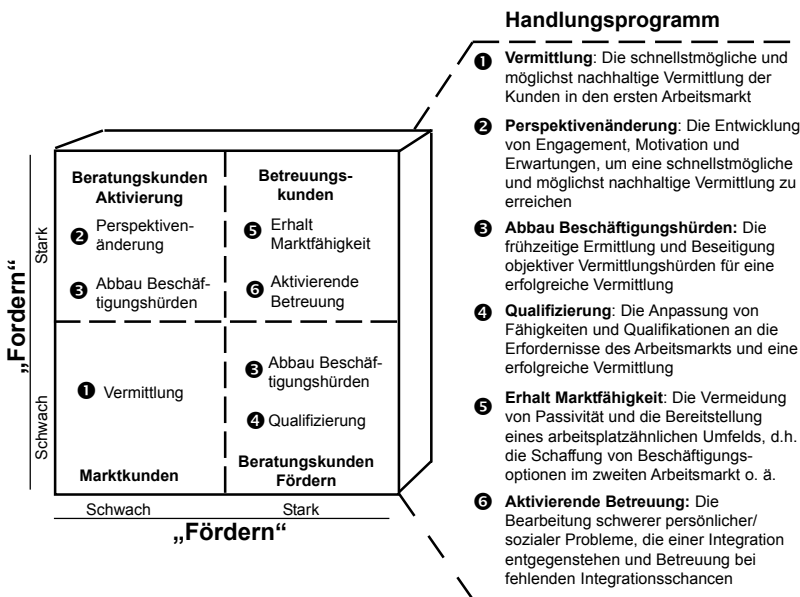 Handlungsprogramm
„Fordern“
Stark
Schwach
Beratungskunden
Aktivierung
❷ Perspektiven-
änderung
❸ Abbau Beschäf-
tigungshürden
Betreuungs-
kunden
❺ Erhalt
Marktfähigkeit
❻ Aktivierende
Betreuung
❶ Vermittlung
Marktkunden
❸ Abbau Beschäf-
tigungshürden
❹ Qualifizierung
Beratungskunden
Fördern
Schwach
Stark
„Fördern“
❶ Vermittlung: Die schnellstmögliche und
möglichst nachhaltige Vermittlung der
Kunden in den ersten Arbeitsmarkt
❷ Perspektivenänderung: Die Entwicklung
von Engagement, Motivation und
Erwartungen, um eine schnellstmögliche
und möglichst nachhaltige Vermittlung zu
erreichen
❸ Abbau Beschäftigungshürden: Die
frühzeitige Ermittlung und Beseitigung
objektiver Vermittlungshürden für eine
erfolgreiche Vermittlung
❹ Qualifizierung: Die Anpassung von
Fähigkeiten und Qualifikationen an die
Erfordernisse des Arbeitsmarkts und eine
erfolgreiche Vermittlung
❺ Erhalt Marktfähigkeit: Die Vermeidung
von Passivität und die Bereitstellung
eines arbeitsplatzähnlichen Umfelds, d.h.
die Schaffung von Beschäftigungs-
optionen im zweiten Arbeitsmarkt o. ä.
❻ Aktivierende Betreuung: Die
Bearbeitung schwerer persönlicher/
sozialer Probleme, die einer Integration
entgegenstehen und Betreuung bei
fehlenden Integrationsschancen